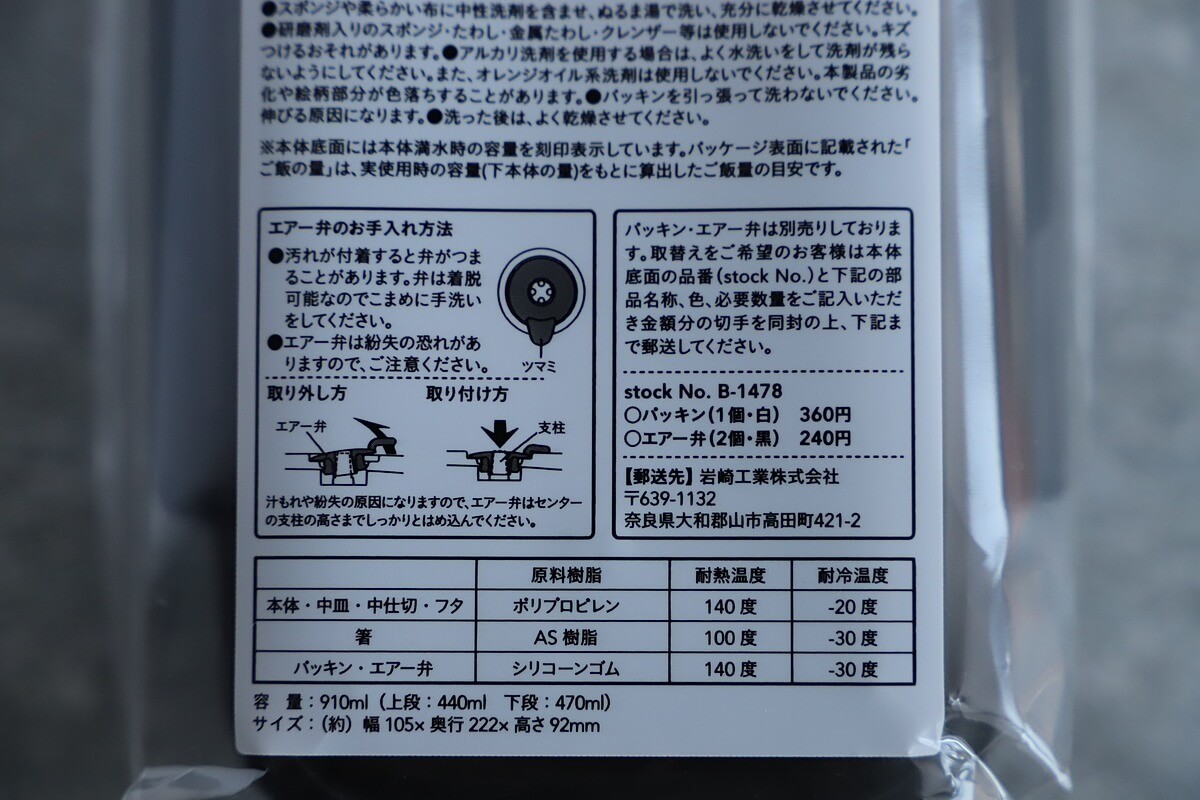 ●スポンジや柔らかい布に中性洗剤を含ませ、ぬるま湯で洗い、充分に乾燥させてください。
●研磨剤入りのスポンジ・たわし・金属たわし・クレンザー等は使用しないでください。キズ
つけるおそれがあります。●アルカリ洗剤を使用する場合は、よく水洗いをして洗剤が残ら
ないようにしてください。また、オレンジオイル系洗剤は使用しないでください。本製品の劣
化や絵柄部分が色落ちすることがあります。●パッキンを引っ張って洗わないでください。
伸びる原因になります。●洗った後は、よく乾燥させてください。
※本体底面には本体満水時の容量を刻印表示しています。パッケージ表面に記載された「
ご飯の量」は、実使用時の容量(下本体の量)をもとに算出したご飯量の目安です。
エアー弁のお手入れ方法
●汚れが付着すると弁がつま
ることがあります。弁は着脱
可能なのでこまめに手洗い
をしてください。
●エアー弁は紛失の恐れがあ
りますので、ご注意ください。
ツマミ
取り外し方
取り付け方
エアー弁
支柱
汁もれや紛失の原因になりますので、エアー弁はセンター
の支柱の高さまでしっかりとはめ込んでください。
パッキン・エアー弁は別売りしておりま
す。取替えをご希望のお客様は本体
底面の品番(stock No.)と下記の部
品名称、色、必要数量をご記入いただ
き金額分の切手を同封の上、下記ま
で郵送してください。
stock No. B-1478
○パッキン(1個・白) 360円
○エアー弁(2個・黒) 240円
【郵送先】岩崎工業株式会社
〒639-1132
奈良県大和郡山市高田町421-2
原料樹脂 耐熱温度 耐冷温度
本体・中皿・中仕切・フタ ポリプロピレン 140度 -20度
箸 AS樹脂 100度 -30度
パッキン・エアー弁 シリコーンゴム 140度 -30度
容 量：910ml（上段：440ml 下段：470ml）
サイズ：（約）幅105×奥行222×高さ92mm